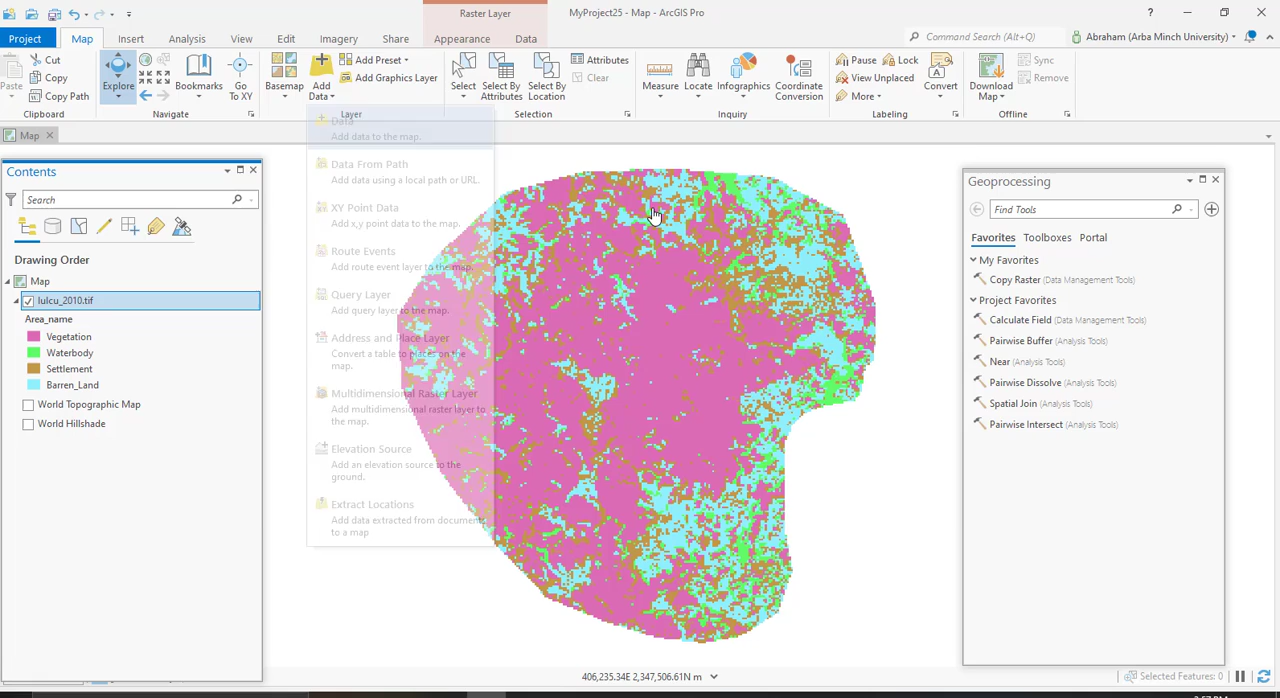 Raster Layer
MyProject25 - Map - ArcGIS Pro
?
Project
Map
Insert
Analysis
View
Edit
Imagery
Share
Appearance
Data
Command Search (Alt+Q)
Abraham (Arba Minch University)
Paste
Cut
Copy
Copy Path
Clipboard
Explore
Bookmarks
Go
To XY
Navigate
Basemap
Add
Data
Add Preset
Add Graphics Layer
Layer
Select
Select By
Attributes
Select By
Location
Attributes
Clear
Selection
Measure
Locate
Infographics
Coordinate
Conversion
Inquiry
Pause
Lock
View Unplaced
More
Convert
Labeling
Download
Map
Sync
Remove
Offline
Map
Contents
Search
Drawing Order
Map
lulcu_2010.tif
Area_name
Vegetation
Waterbody
Settlement
Barren_Land
World Topographic Map
World Hillshade
Data
Add data to the map.
Data From Path
Add data using a local path or URL.
XY Point Data
Add x,y point data to the map.
Route Events
Add route event layer to the map.
Query Layer
Add query layer to the map.
Address and Place Layer
Convert a table to places on the
map.
Multidimensional Raster Layer
Add multidimensional raster layer to
the map.
Elevation Source
Add an elevation source to the
ground.
Extract Locations
Add data extracted from documents
to a map
Geoprocessing
Find Tools
Favorites
Toolboxes
Portal
My Favorites
Copy Raster (Data Management Tools)
Project Favorites
Calculate Field (Data Management Tools)
Pairwise Buffer (Analysis Tools)
Near (Analysis Tools)
Pairwise Dissolve (Analysis Tools)
Spatial Join (Analysis Tools)
Pairwise Intersect (Analysis Tools)
406,235.34E 2,347,506.61N m
Selected Features: 0